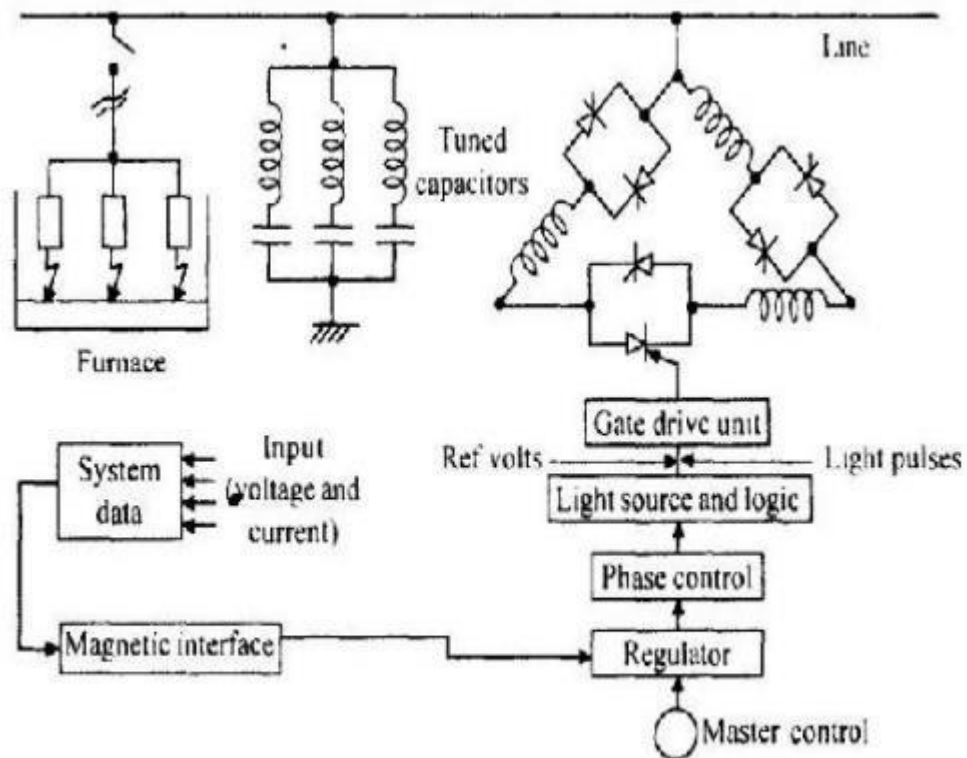 Line
Tuned
capacitors
Furnace
Gate drive unit
Ref volts
Light pulses
System
data
Input
(voltage and
current)
Light source and logic
Phase control
Magnetic interface
Regulator
Master control